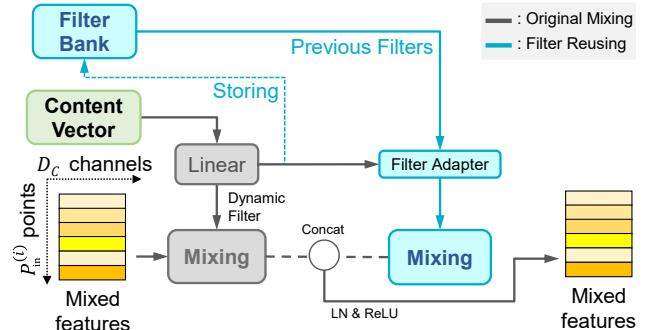 Filter
Bank
Previous Filters
: Original Mixing
: Filter Reusing
Storing
Content
Vector
D_C channels
Linear
Filter Adapter
Dynamic
Filter
P_in^(i) points
Mixing
Concat
Mixing
LN & ReLU
Mixed
features
Mixed
features